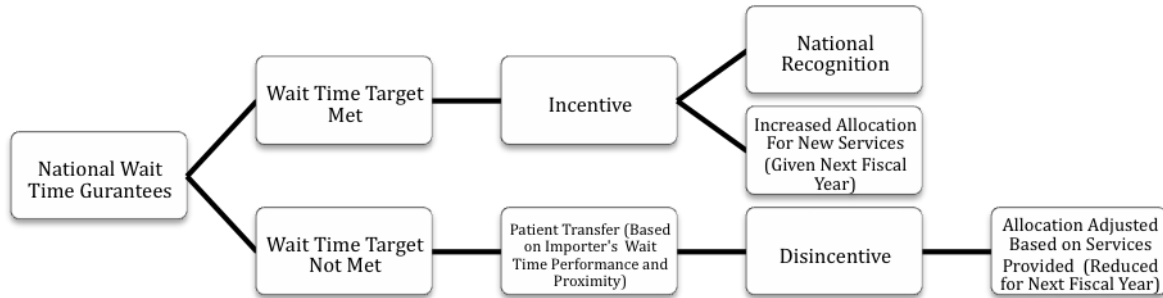 National Wait
Time Gurantees
Wait Time Target
Met
Incentive
National
Recognition
Increased Allocation
For New Services
(Given Next Fiscal
Year)
Wait Time Target
Not Met
Patient Transfer (Based
on Importer's Wait
Time Performance and
Proximity)
Disincentive
Allocation Adjusted
Based on Services
Provided (Reduced
for Next Fiscal Year)